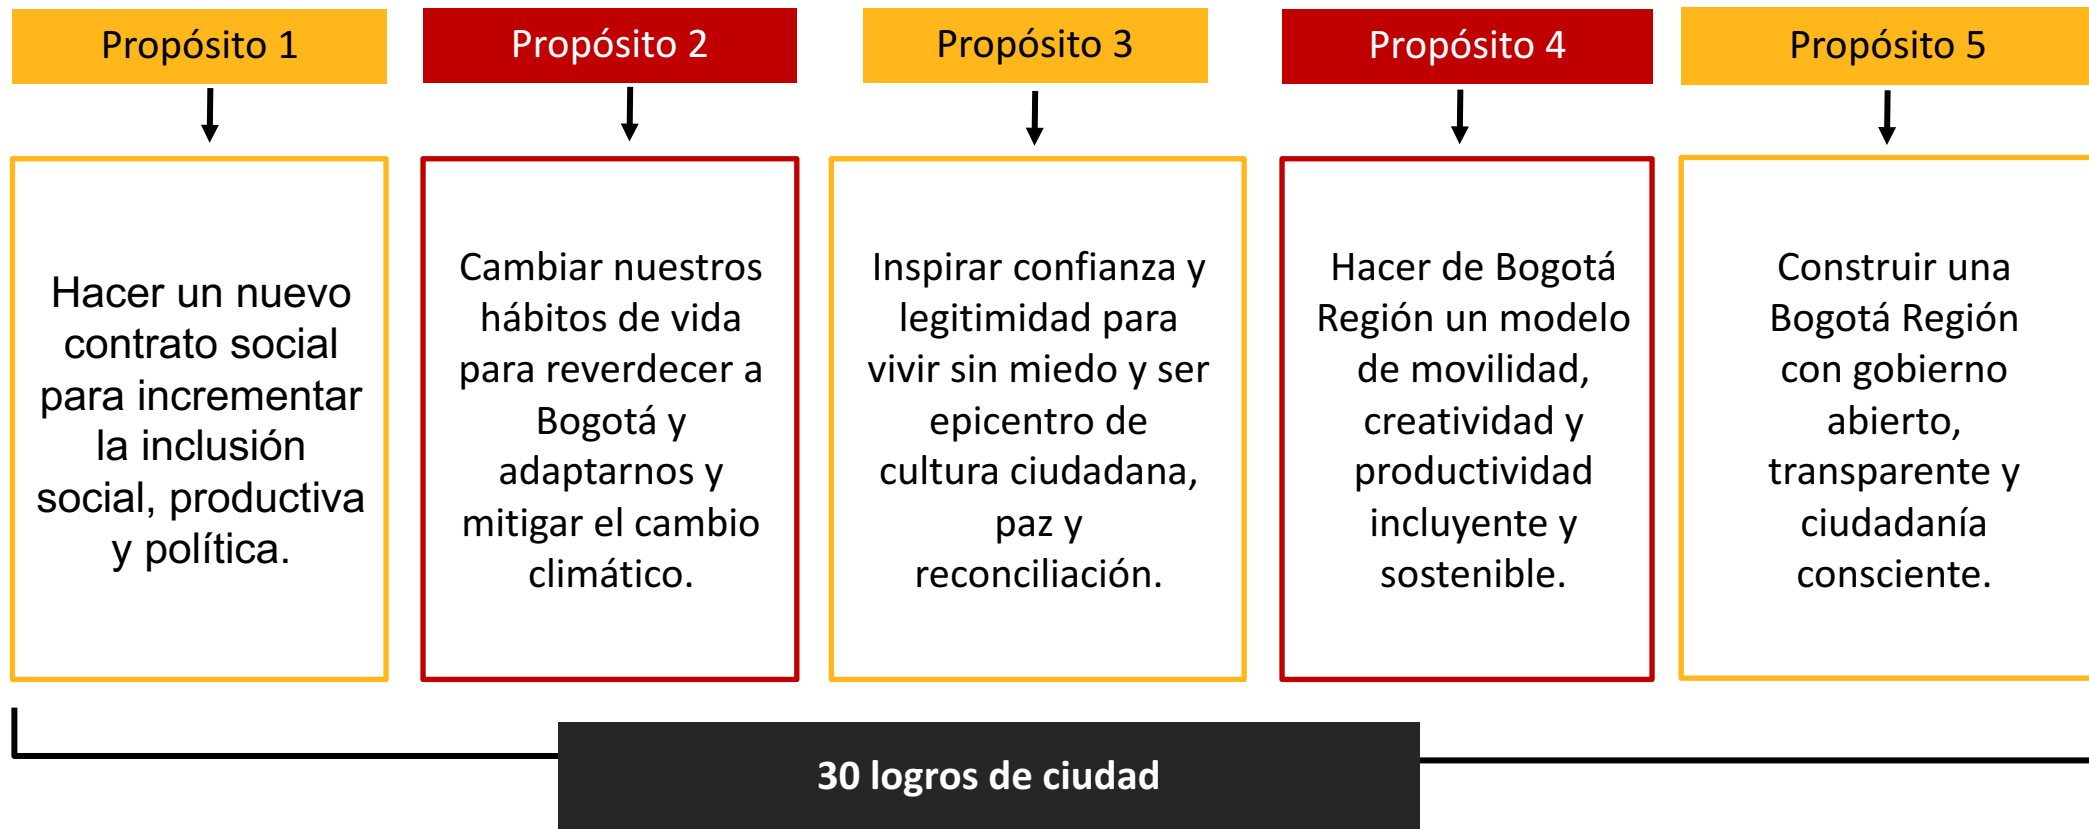 Propósito 1
Hacer un nuevo
contrato social
para incrementar
la inclusión
social, productiva
y política.
Propósito 2
Cambiar nuestros
hábitos de vida
para reverdecer a
Bogotá y
adaptarnos y
mitigar el cambio
climático.
Propósito 3
Inspirar confianza y
legitimidad para
vivir sin miedo y ser
epicentro de
cultura ciudadana,
paz y
reconciliación.
Propósito 4
Hacer de Bogotá
Región un modelo
de movilidad,
creatividad y
productividad
incluyente y
sostenible.
Propósito 5
Construir una
Bogotá Región
con gobierno
abierto,
transparente y
ciudadanía
consciente.
30 logros de ciudad